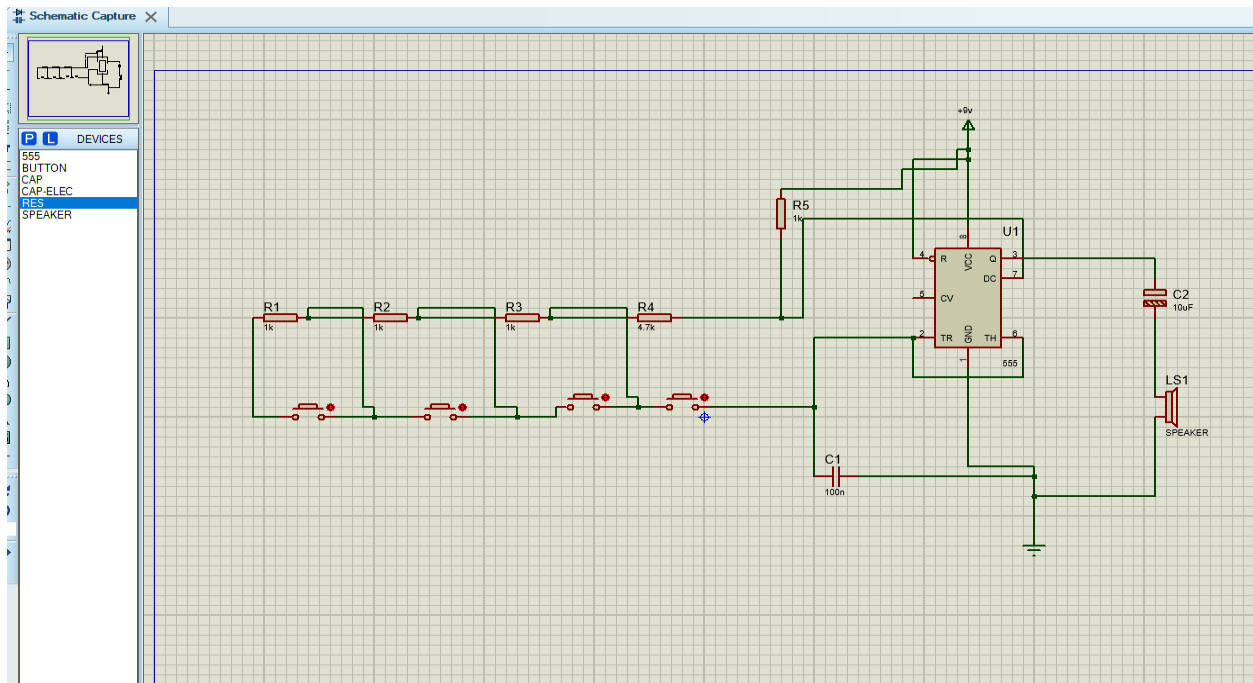 Schematic Capture
P L DEVICES
555
BUTTON
CAP
CAP-ELEC
RES
SPEAKER
+9v
R5
1k
U1
8
VCC
4 R
Q 3
DC 7
5 CV
2 TR
GND
TH 6
1
555
R1
1k
R2
1k
R3
1k
R4
4.7k
C2
10uF
LS1
SPEAKER
C1
100n